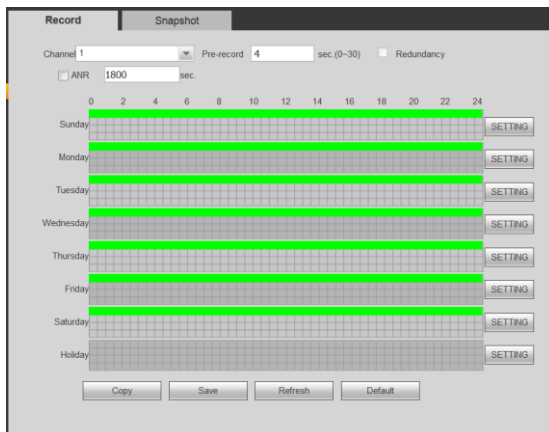 Record Snapshot
Channel 1 Pre-record 4 sec.(0~30) Redundancy
ANR 1800 sec.
0 2 4 6 8 10 12 14 16 18 20 22 24
Sunday SETTING
Monday SETTING
Tuesday SETTING
Wednesday SETTING
Thursday SETTING
Friday SETTING
Saturday SETTING
Holiday SETTING
Copy Save Refresh Default